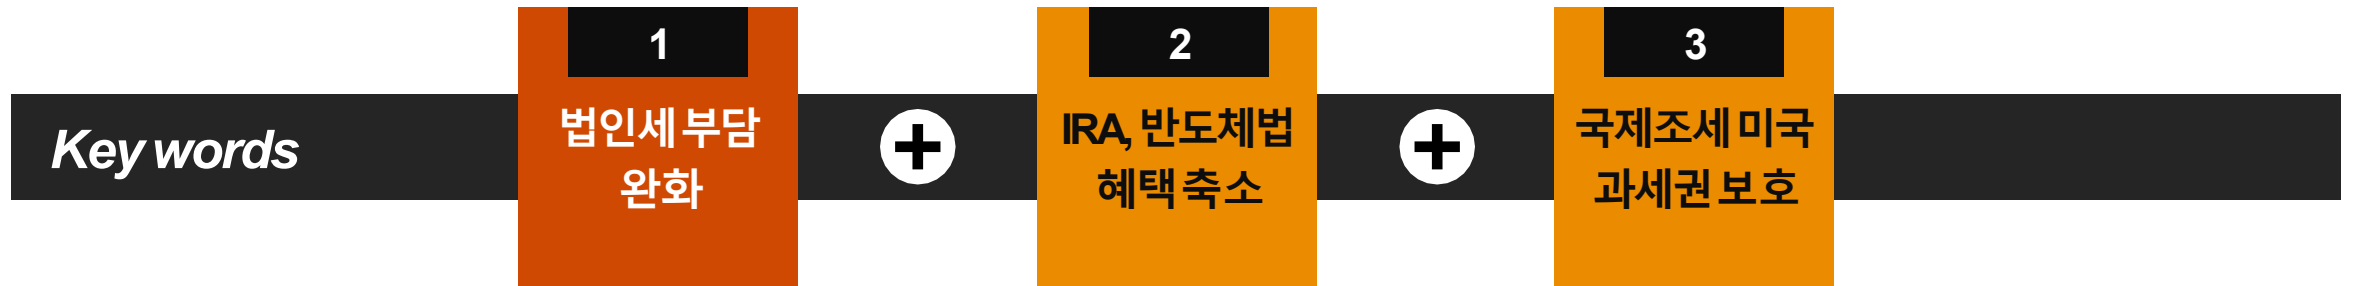 Key words
1
법인세 부담
완화
+
2
IRA, 반도체법
혜택 축소
+
3
국제조세 미국
과세권 보호